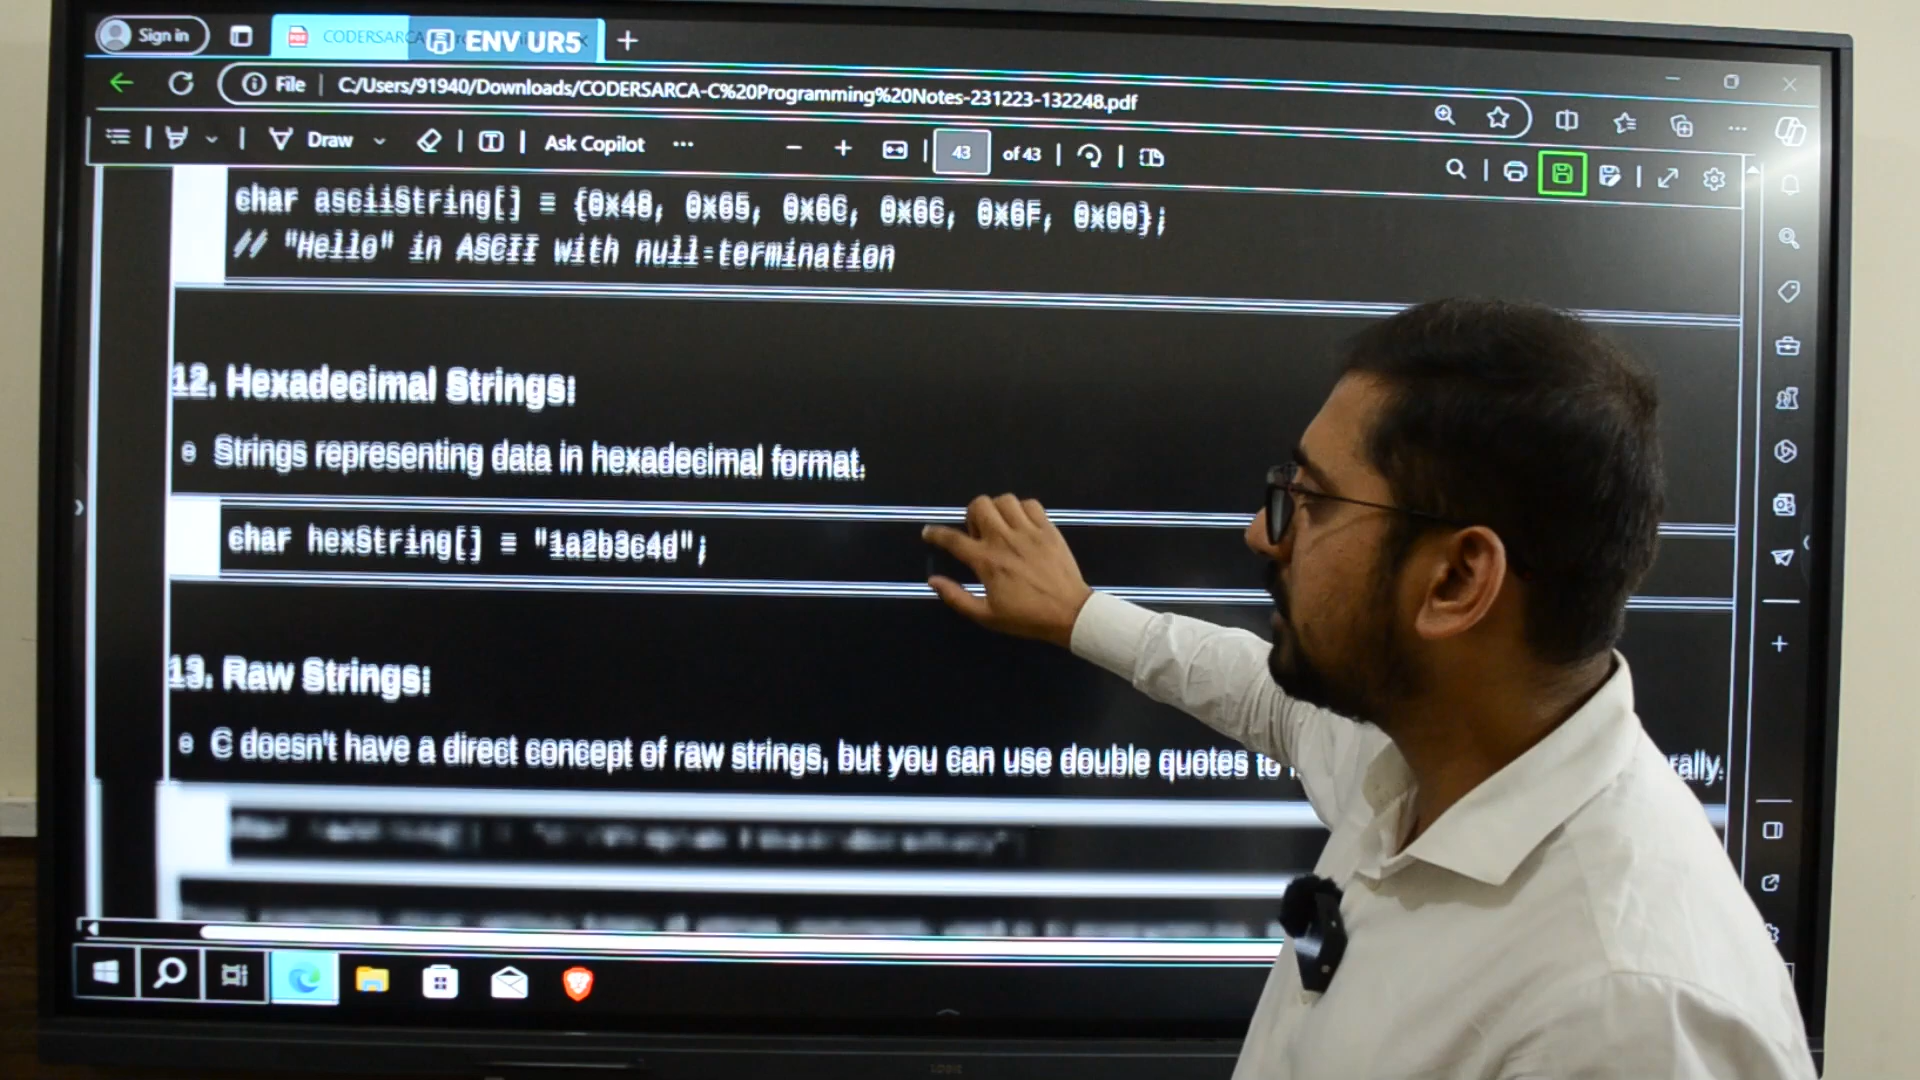 Sign in
CODERSARCA
ENV UR5
File
C:/Users/91940/Downloads/CODERSARCA-C%20Programming%20Notes-231223-132248.pdf
Draw
Ask Copilot
43
of 43
char asciiString[] = {0x48, 0x65, 0x6C, 0x6C, 0x6F, 0x00};
// "Hello" in ASCII with null-termination
12. Hexadecimal Strings:
Strings representing data in hexadecimal format.
char hexString[] = "1a2b3c4d";
13. Raw Strings:
C doesn't have a direct concept of raw strings, but you can use double quotes to
rally.